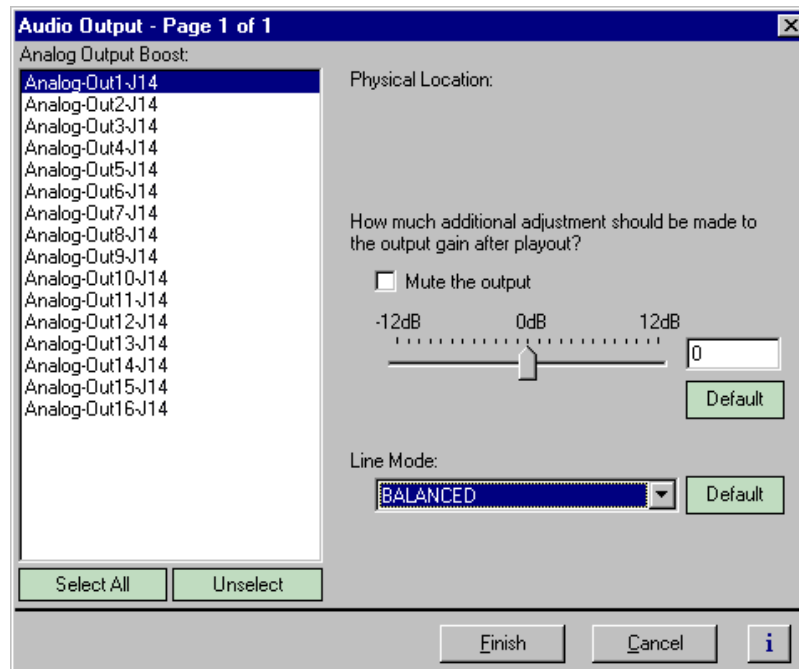 Audio Output - Page 1 of 1
Analog Output Boost:
Analog-Out1-J14
Analog-Out2-J14
Analog-Out3-J14
Analog-Out4-J14
Analog-Out5-J14
Analog-Out6-J14
Analog-Out7-J14
Analog-Out8-J14
Analog-Out9-J14
Analog-Out10-J14
Analog-Out11-J14
Analog-Out12-J14
Analog-Out13-J14
Analog-Out14-J14
Analog-Out15-J14
Analog-Out16-J14
Select All
Unselect
Physical Location:
How much additional adjustment should be made to
the output gain after playout?
Mute the output
-12dB 0dB 12dB
0
Default
Line Mode:
BALANCED
Default
Finish
Cancel
i